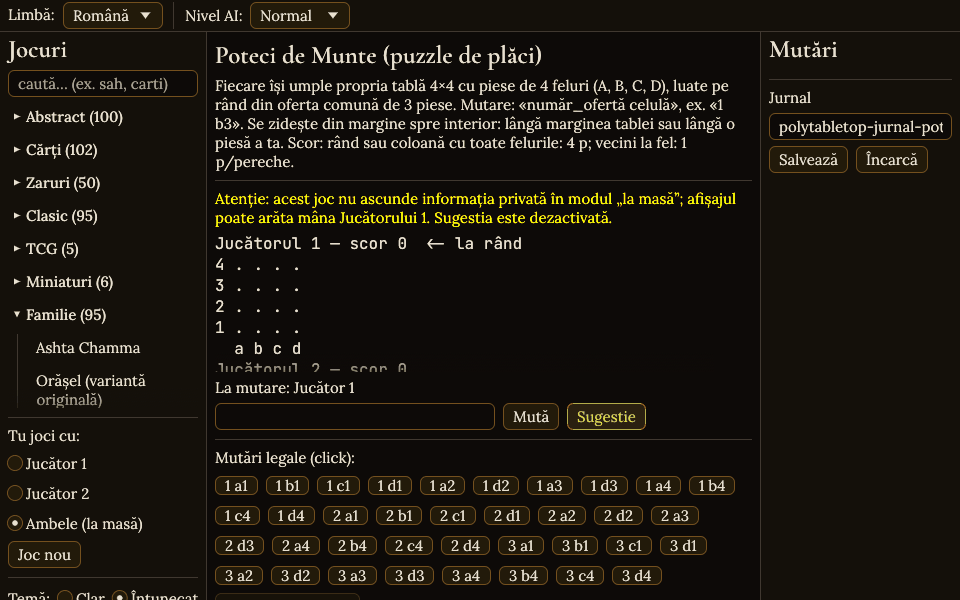 Limbă: Română ▼ Nivel AI: Normal ▼
Jocuri
caută... (ex. sah, carti)
▸ Abstract (100)
▸ Cărți (102)
▸ Zaruri (50)
▸ Clasic (95)
▸ TCG (5)
▸ Miniaturi (6)
▾ Familie (95)
Ashta Chamma
Orășel (variantă
originală)
Tu joci cu:
Jucător 1
Jucător 2
Ambele (la masă)
Joc nou
Temă: Clar Întunecat
Poteci de Munte (puzzle de plăci)
Fiecare își umple propria tablă 4×4 cu piese de 4 feluri (A, B, C, D), luate pe
rând din oferta comună de 3 piese. Mutare: «număr_ofertă celulă», ex. «1
b3». Se zidește din margine spre interior: lângă marginea tablei sau lângă o
piesă a ta. Scor: rând sau coloană cu toate felurile: 4 p; vecini la fel: 1
p/pereche.
Atenție: acest joc nu ascunde informația privată în modul „la masă”; afișajul
poate arăta mâna Jucătorului 1. Sugestia este dezactivată.
Jucătorul 1 — scor 0 ← la rând
4 . . . .
3 . . . .
2 . . . .
1 . . . .
a b c d
Jucătorul 2 — scor 0
La mutare: Jucător 1
Mută Sugestie
Mutări legale (click):
1 a1 1 b1 1 c1 1 d1 1 a2 1 d2 1 a3 1 d3 1 a4 1 b4
1 c4 1 d4 2 a1 2 b1 2 c1 2 d1 2 a2 2 d2 2 a3
2 d3 2 a4 2 b4 2 c4 2 d4 3 a1 3 b1 3 c1 3 d1
3 a2 3 d2 3 a3 3 d3 3 a4 3 b4 3 c4 3 d4
Mutări
Jurnal
polytabletop-jurnal-pot
Salvează Încarcă